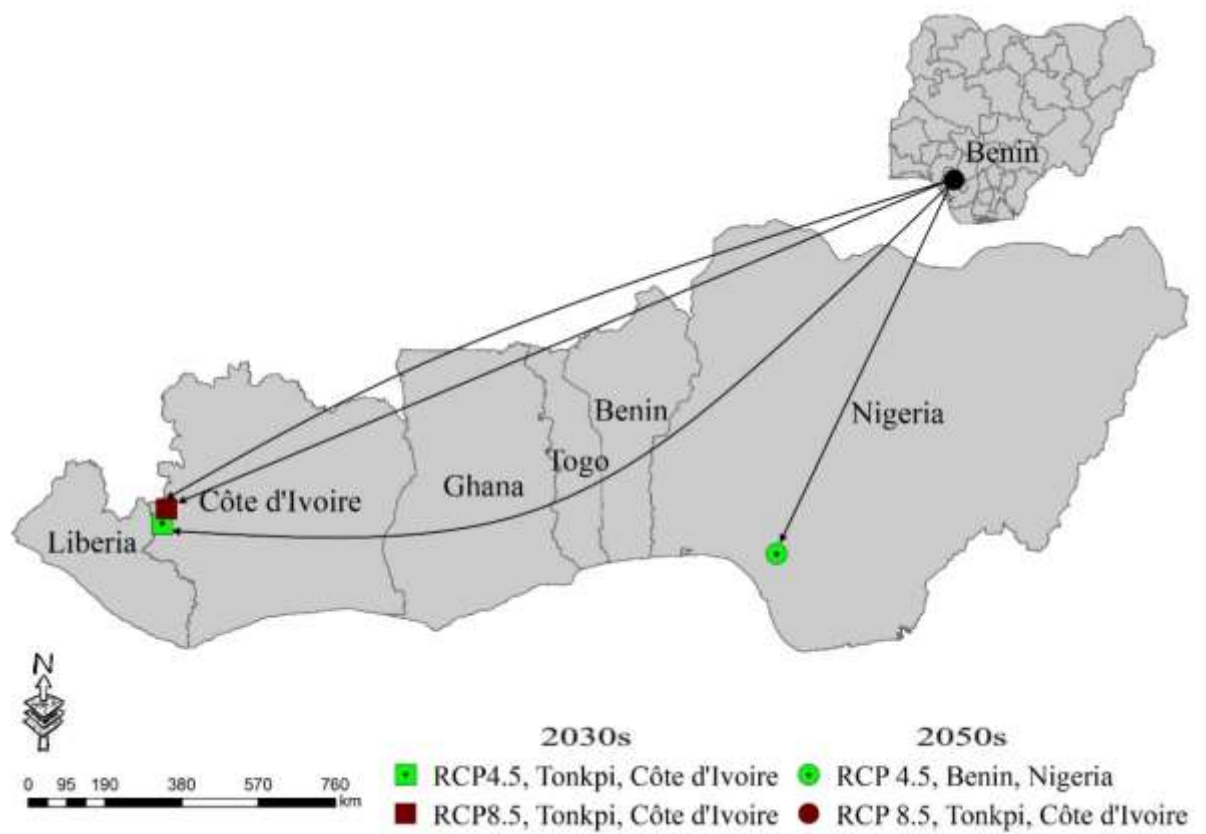 Benin
Nigeria
Benin
Togo
Ghana
Côte d'Ivoire
Liberia
N
0 95 190 380 570 760
km
2030s
RCP4.5, Tonkpi, Côte d'Ivoire
RCP8.5, Tonkpi, Côte d'Ivoire
2050s
RCP 4.5, Benin, Nigeria
RCP 8.5, Tonkpi, Côte d'Ivoire